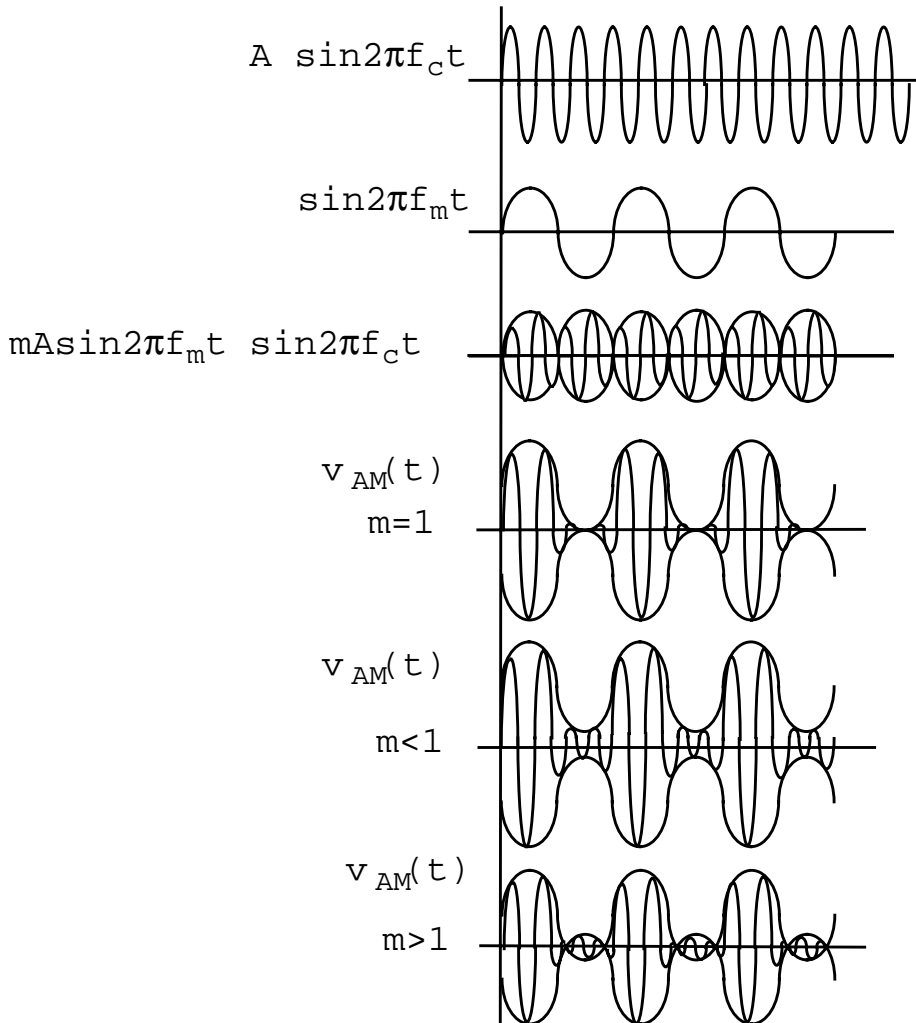 A sin2πf_ct
sin2πf_mt
mAsin2πf_mt sin2πf_ct
v_AM(t)
m=1
v_AM(t)
m<1
v_AM(t)
m>1